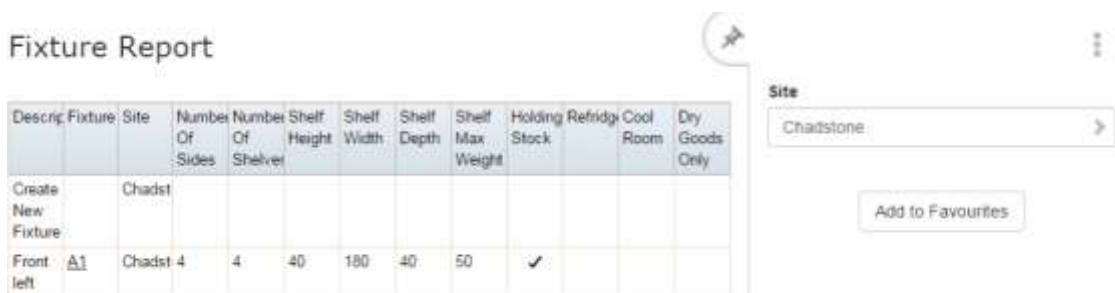 Fixture Report
Site
Chadstone
Add to Favourites
Descrip Fixture Site Number Of Sides Number Of Shelves Shelf Height Shelf Width Shelf Depth Shelf Max Weight Holding Stock Refridge Cool Room Dry Goods Only
Create New Fixture Chadst
Front left A1 Chadst 4 4 40 180 40 50 ✓